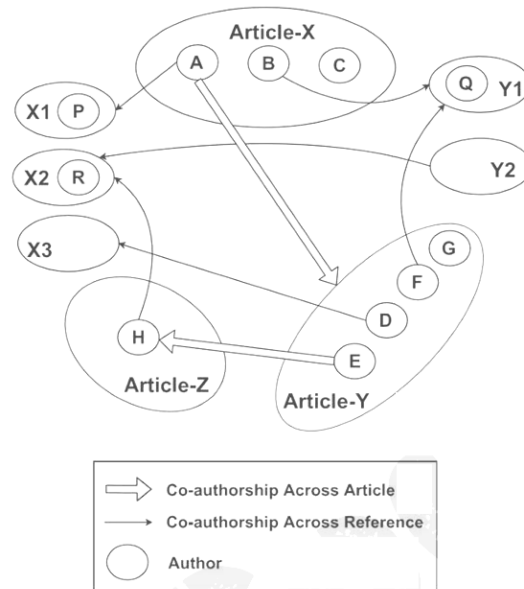 Article-X
A B C
X1 P
Q Y1
X2 R
Y2
X3
G
F
D
H
E
Article-Z
Article-Y
Co-authorship Across Article
Co-authorship Across Reference
Author